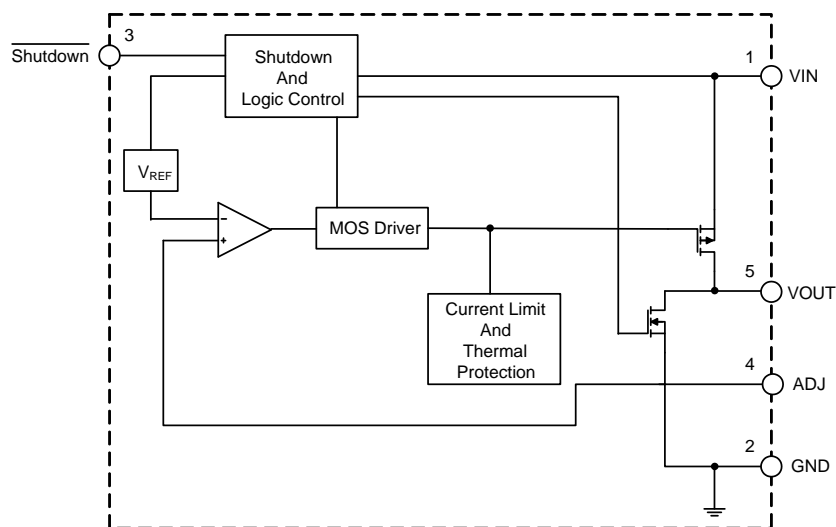 3
Shutdown
Shutdown
And
Logic Control
1
VIN
VREF
−
+
MOS Driver
5
VOUT
Current Limit
And
Thermal
Protection
4
ADJ
2
GND